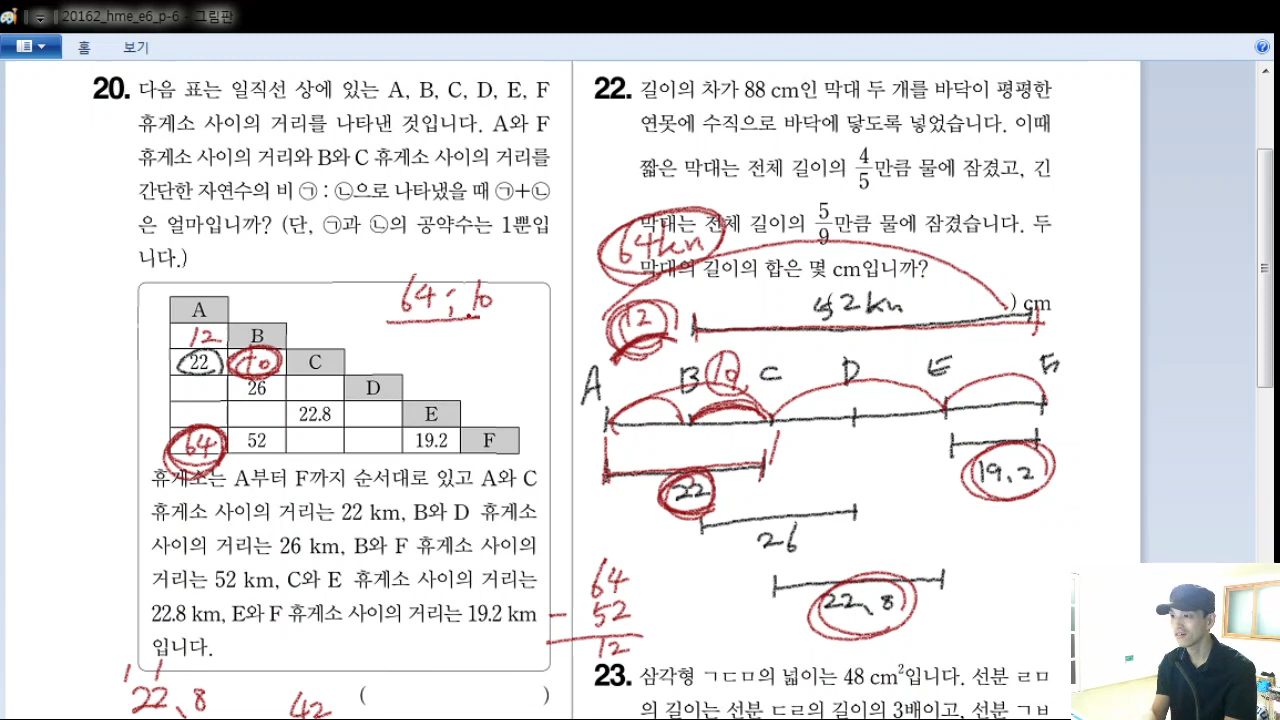 20162_hme_e6_p-6 - 그림판
홈 보기
20. 다음 표는 일직선 상에 있는 A, B, C, D, E, F
휴게소 사이의 거리를 나타낸 것입니다. A와 F
휴게소 사이의 거리와 B와 C 휴게소 사이의 거리를
간단한 자연수의 비 ㉠ : ㉡으로 나타냈을 때 ㉠+㉡
은 얼마입니까? (단, ㉠과 ㉡의 공약수는 1뿐입
니다.)
64 : 10
A
12 B
22 10 C
26 D
22.8 E
64 52 19.2 F
휴게소는 A부터 F까지 순서대로 있고 A와 C
휴게소 사이의 거리는 22 km, B와 D 휴게소
사이의 거리는 26 km, B와 F 휴게소 사이의
거리는 52 km, C와 E 휴게소 사이의 거리는
22.8 km, E와 F 휴게소 사이의 거리는 19.2 km
입니다.
( )
1 1
22.8
42
64
- 52
12
22. 길이의 차가 88 cm인 막대 두 개를 바닥이 평평한
연못에 수직으로 바닥에 닿도록 넣었습니다. 이때
짧은 막대는 전체 길이의 4/5만큼 물에 잠겼고, 긴
막대는 전체 길이의 5/9만큼 물에 잠겼습니다. 두
막대의 길이의 합은 몇 cm입니까?
) cm
64km
12
52km
A B 10 C D E F
22
19.2
26
22.8
23. 삼각형 ㄱㄷㅁ의 넓이는 48 cm²입니다. 선분 ㄹㅁ
의 길이는 선분 ㄷㄹ의 길이의 3배이고, 선분 ㄱㅂ